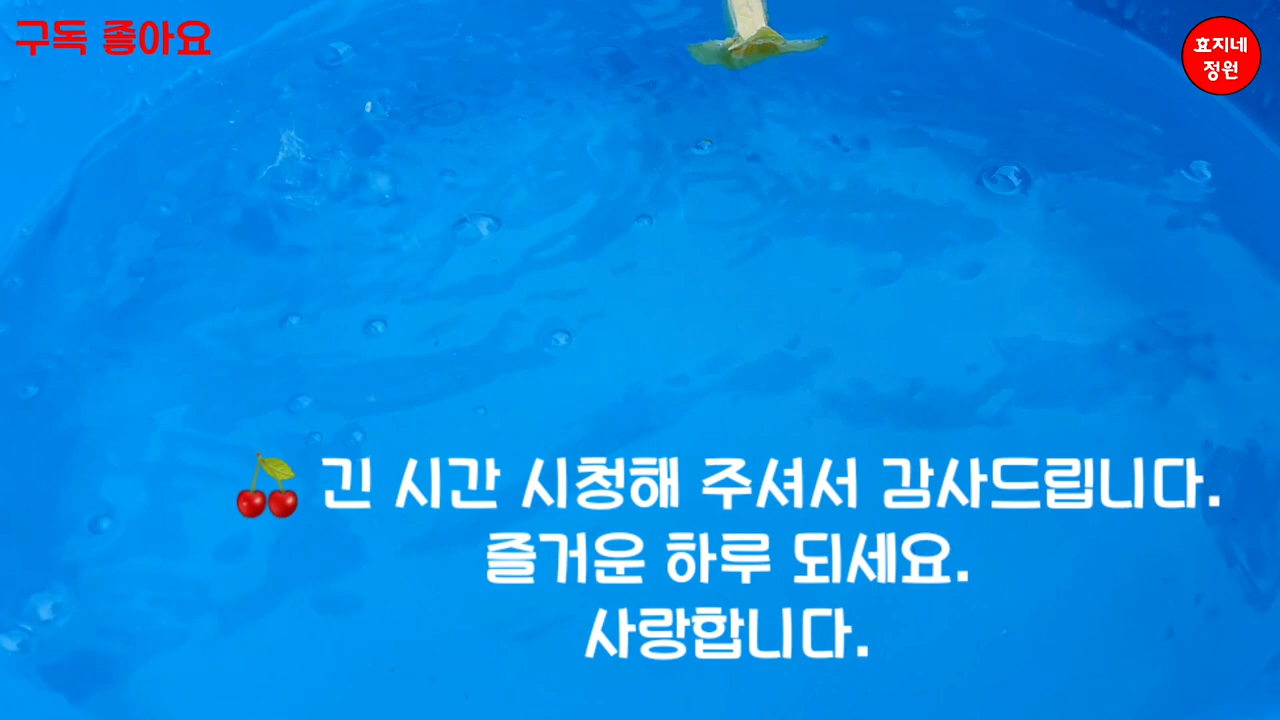 구독 좋아요
효지네
정원
🍒 긴 시간 시청해 주셔서 감사드립니다.
즐거운 하루 되세요.
사랑합니다.